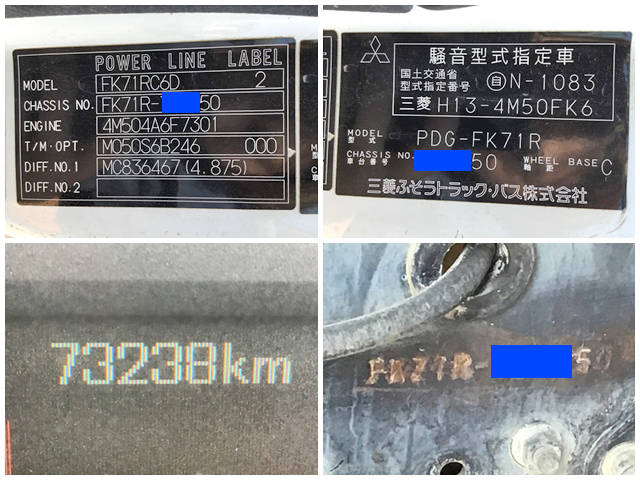 POWER LINE LABEL
MODEL FK71RC6D 2
CHASSIS NO. FK71R- 50
ENGINE 4M504A6F7301
T/M・OPT. M050S6B246 000
DIFF.NO.1 MC836467(4.875)
DIFF.NO.2
騒音型式指定車
国土交通省
型式指定番号 自N-1083
三菱 H13-4M50FK6
MODEL
型式 PDG-FK71R
CHASSIS NO.
車台番号 50 WHEEL BASE
軸距 C
三菱ふそうトラック・バス株式会社
73238km
FK71R- 50